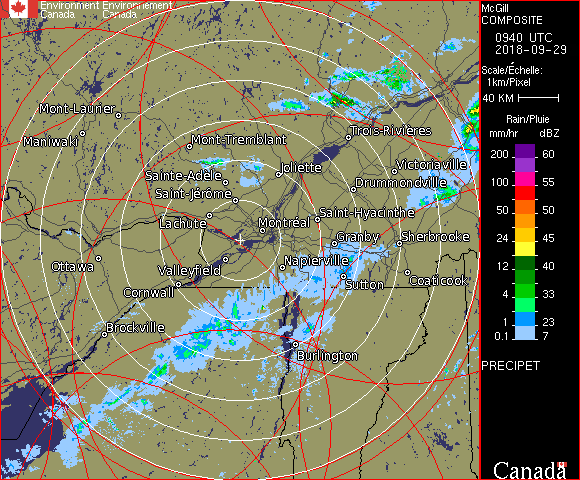 Environment Environnement
Canada Canada
McGill
COMPOSITE
0940 UTC
2018-09-29
Scale/Échelle:
1km/Pixel
40 KM
Rain/Pluie
mm/hr dBZ
200 60
100 55
50 50
24 45
12 40
4 33
1 23
0.1 7
PRECIPET
Mont-Laurier
Maniwaki
Mont-Tremblant
Trois-Rivières
Sainte-Adèle
Joliette
Victoriaville
Saint-Jérôme
Drummondville
Lachute
Montréal
Saint-Hyacinthe
Granby
Sherbrooke
Ottawa
Valleyfield
Napierville
Sutton
Coaticook
Cornwall
Brockville
Burlington
Canada